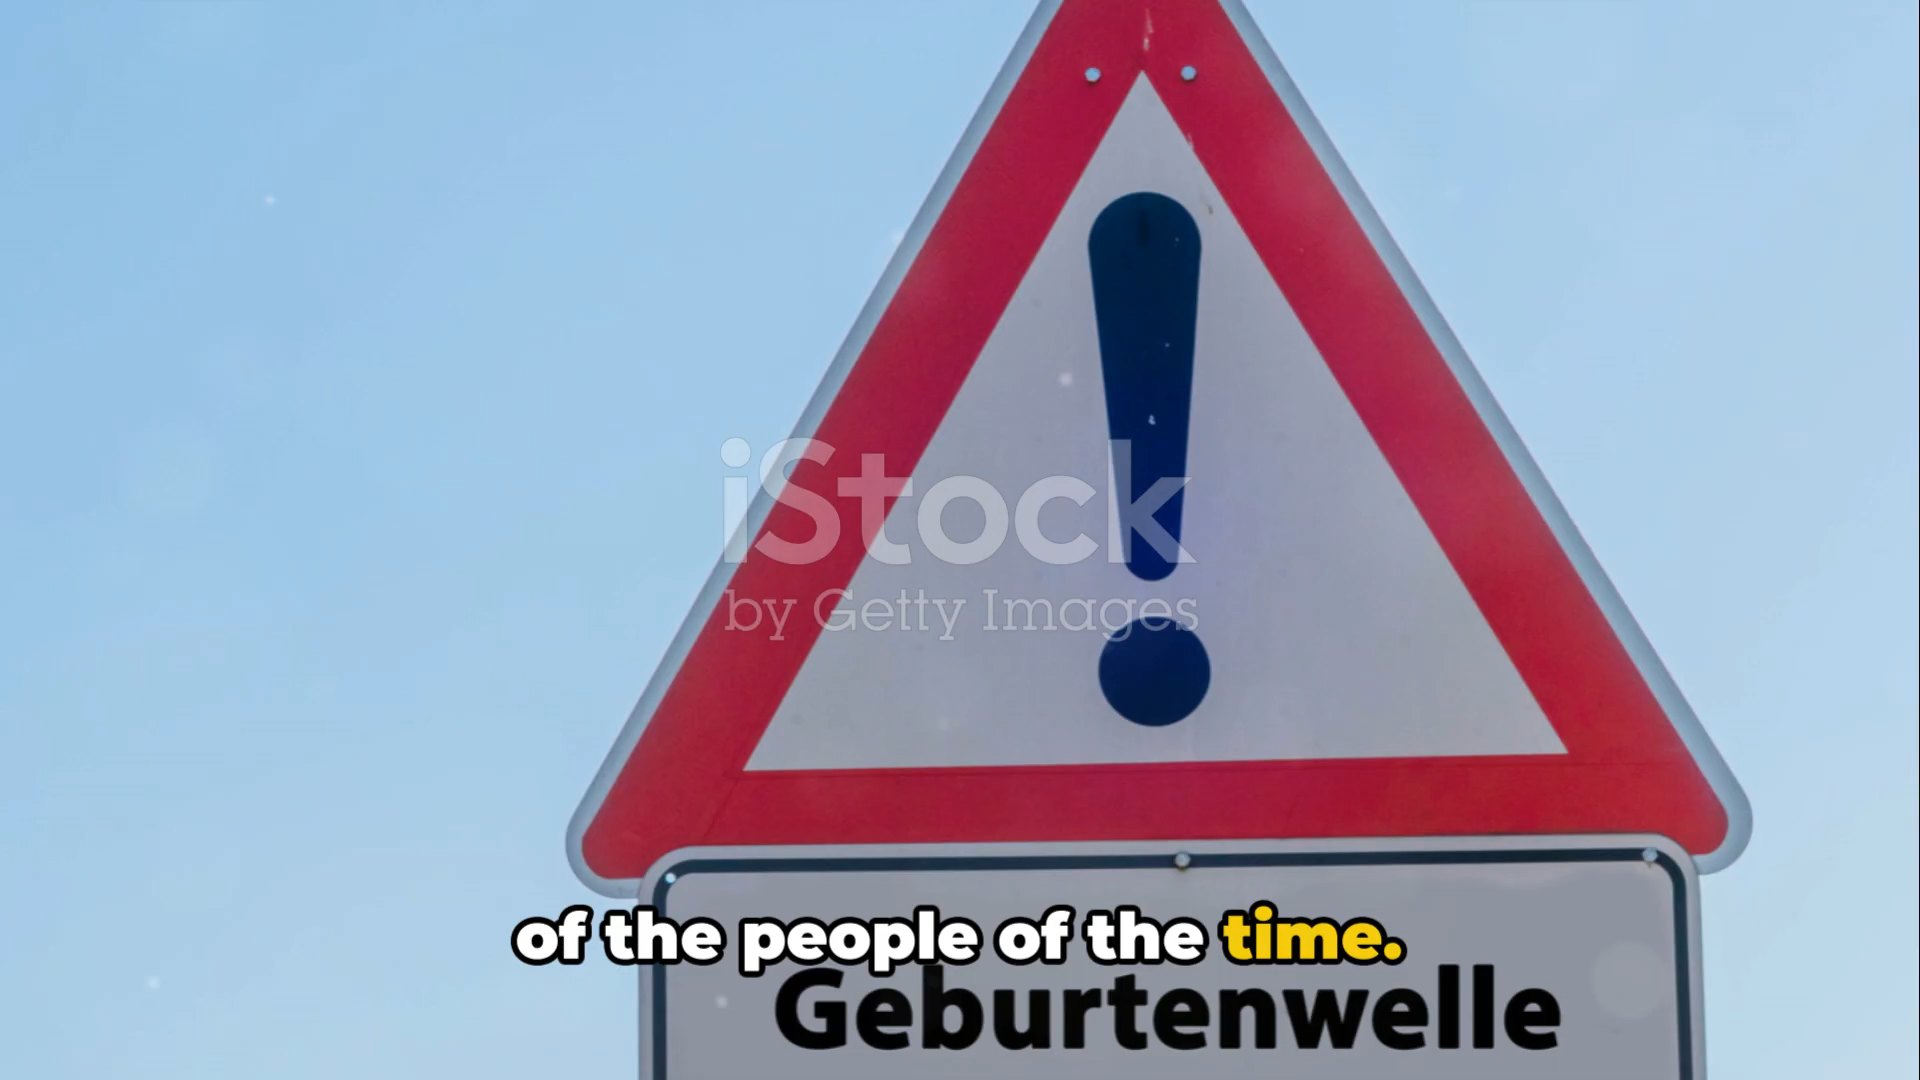 !
iStock
by Getty Images
of the people of the time.
Geburtenwelle